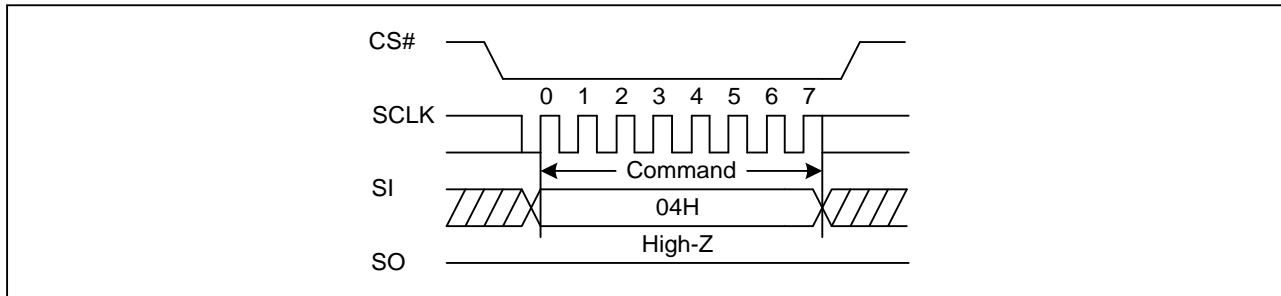 CS#
0 1 2 3 4 5 6 7
SCLK
Command
SI
04H
High-Z
SO